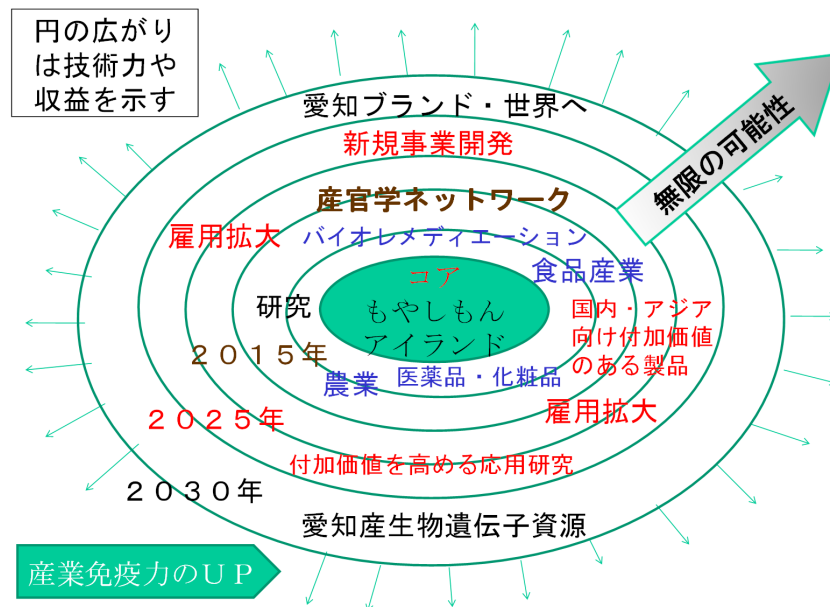 円の広がり
は技術力や
収益を示す
愛知ブランド・世界へ
新規事業開発
無限の可能性
産官学ネットワーク
雇用拡大
バイオレメディエーション
食品産業
コア
研究
もやしもん
アイランド
国内・アジア
向け付加価値
のある製品
２０１５年
農業
医薬品・化粧品
２０２５年
雇用拡大
付加価値を高める応用研究
２０３０年
愛知産生物遺伝子資源
産業免疫力のＵＰ